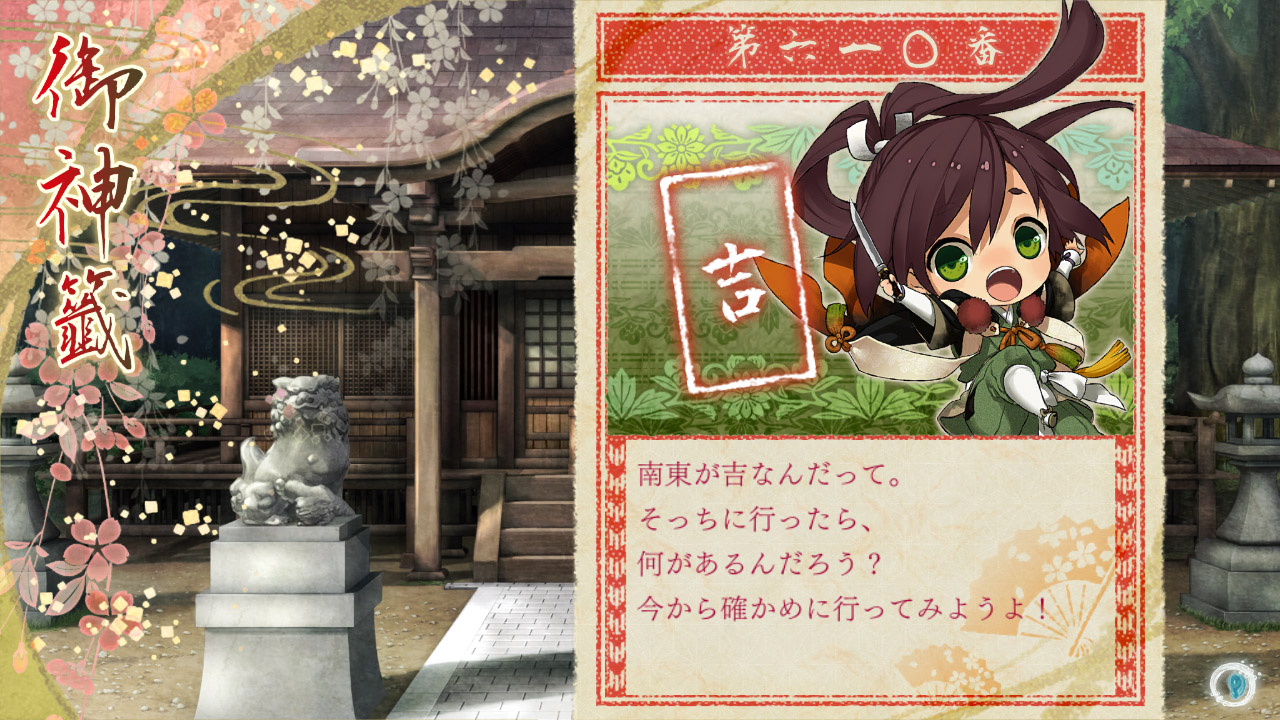 御神籤
第六一〇番
吉
南東が吉なんだって。
そっちに行ったら、
何があるんだろう？
今から確かめに行ってみようよ！